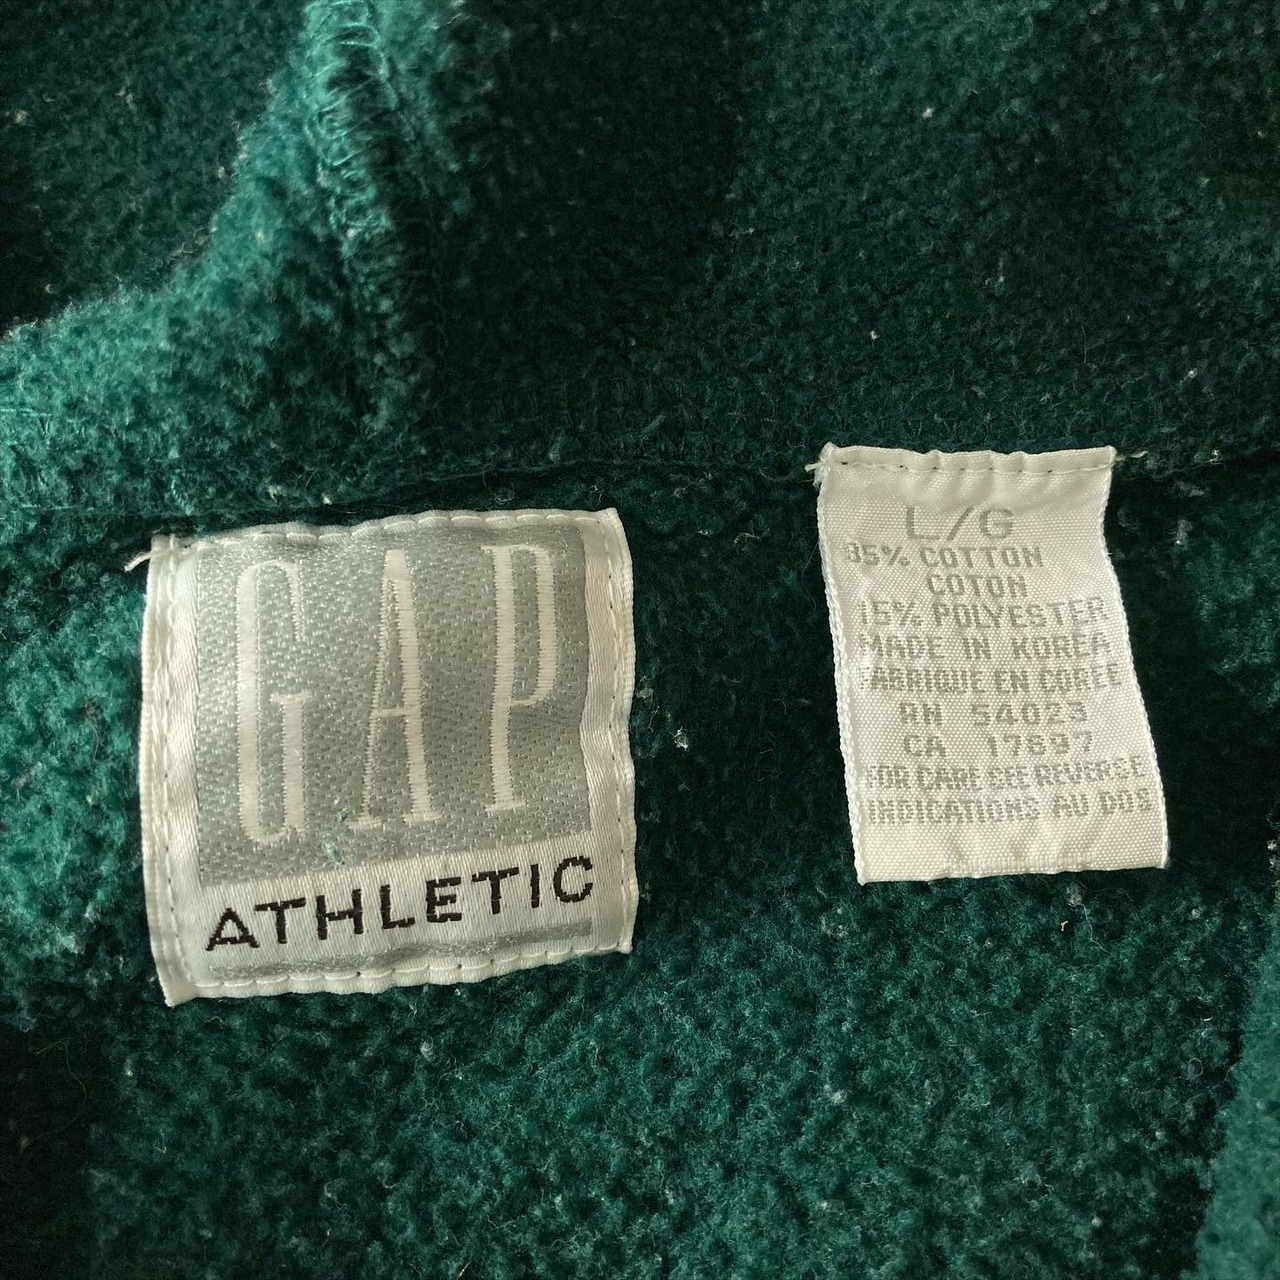 GAP
ATHLETIC
L/G
85% COTTON
COTON
15% POLYESTER
MADE IN KOREA
FABRIQUE EN COREE
RN 54023
CA 17697
FOR CARE SEE REVERSE
INDICATIONS AU DOS